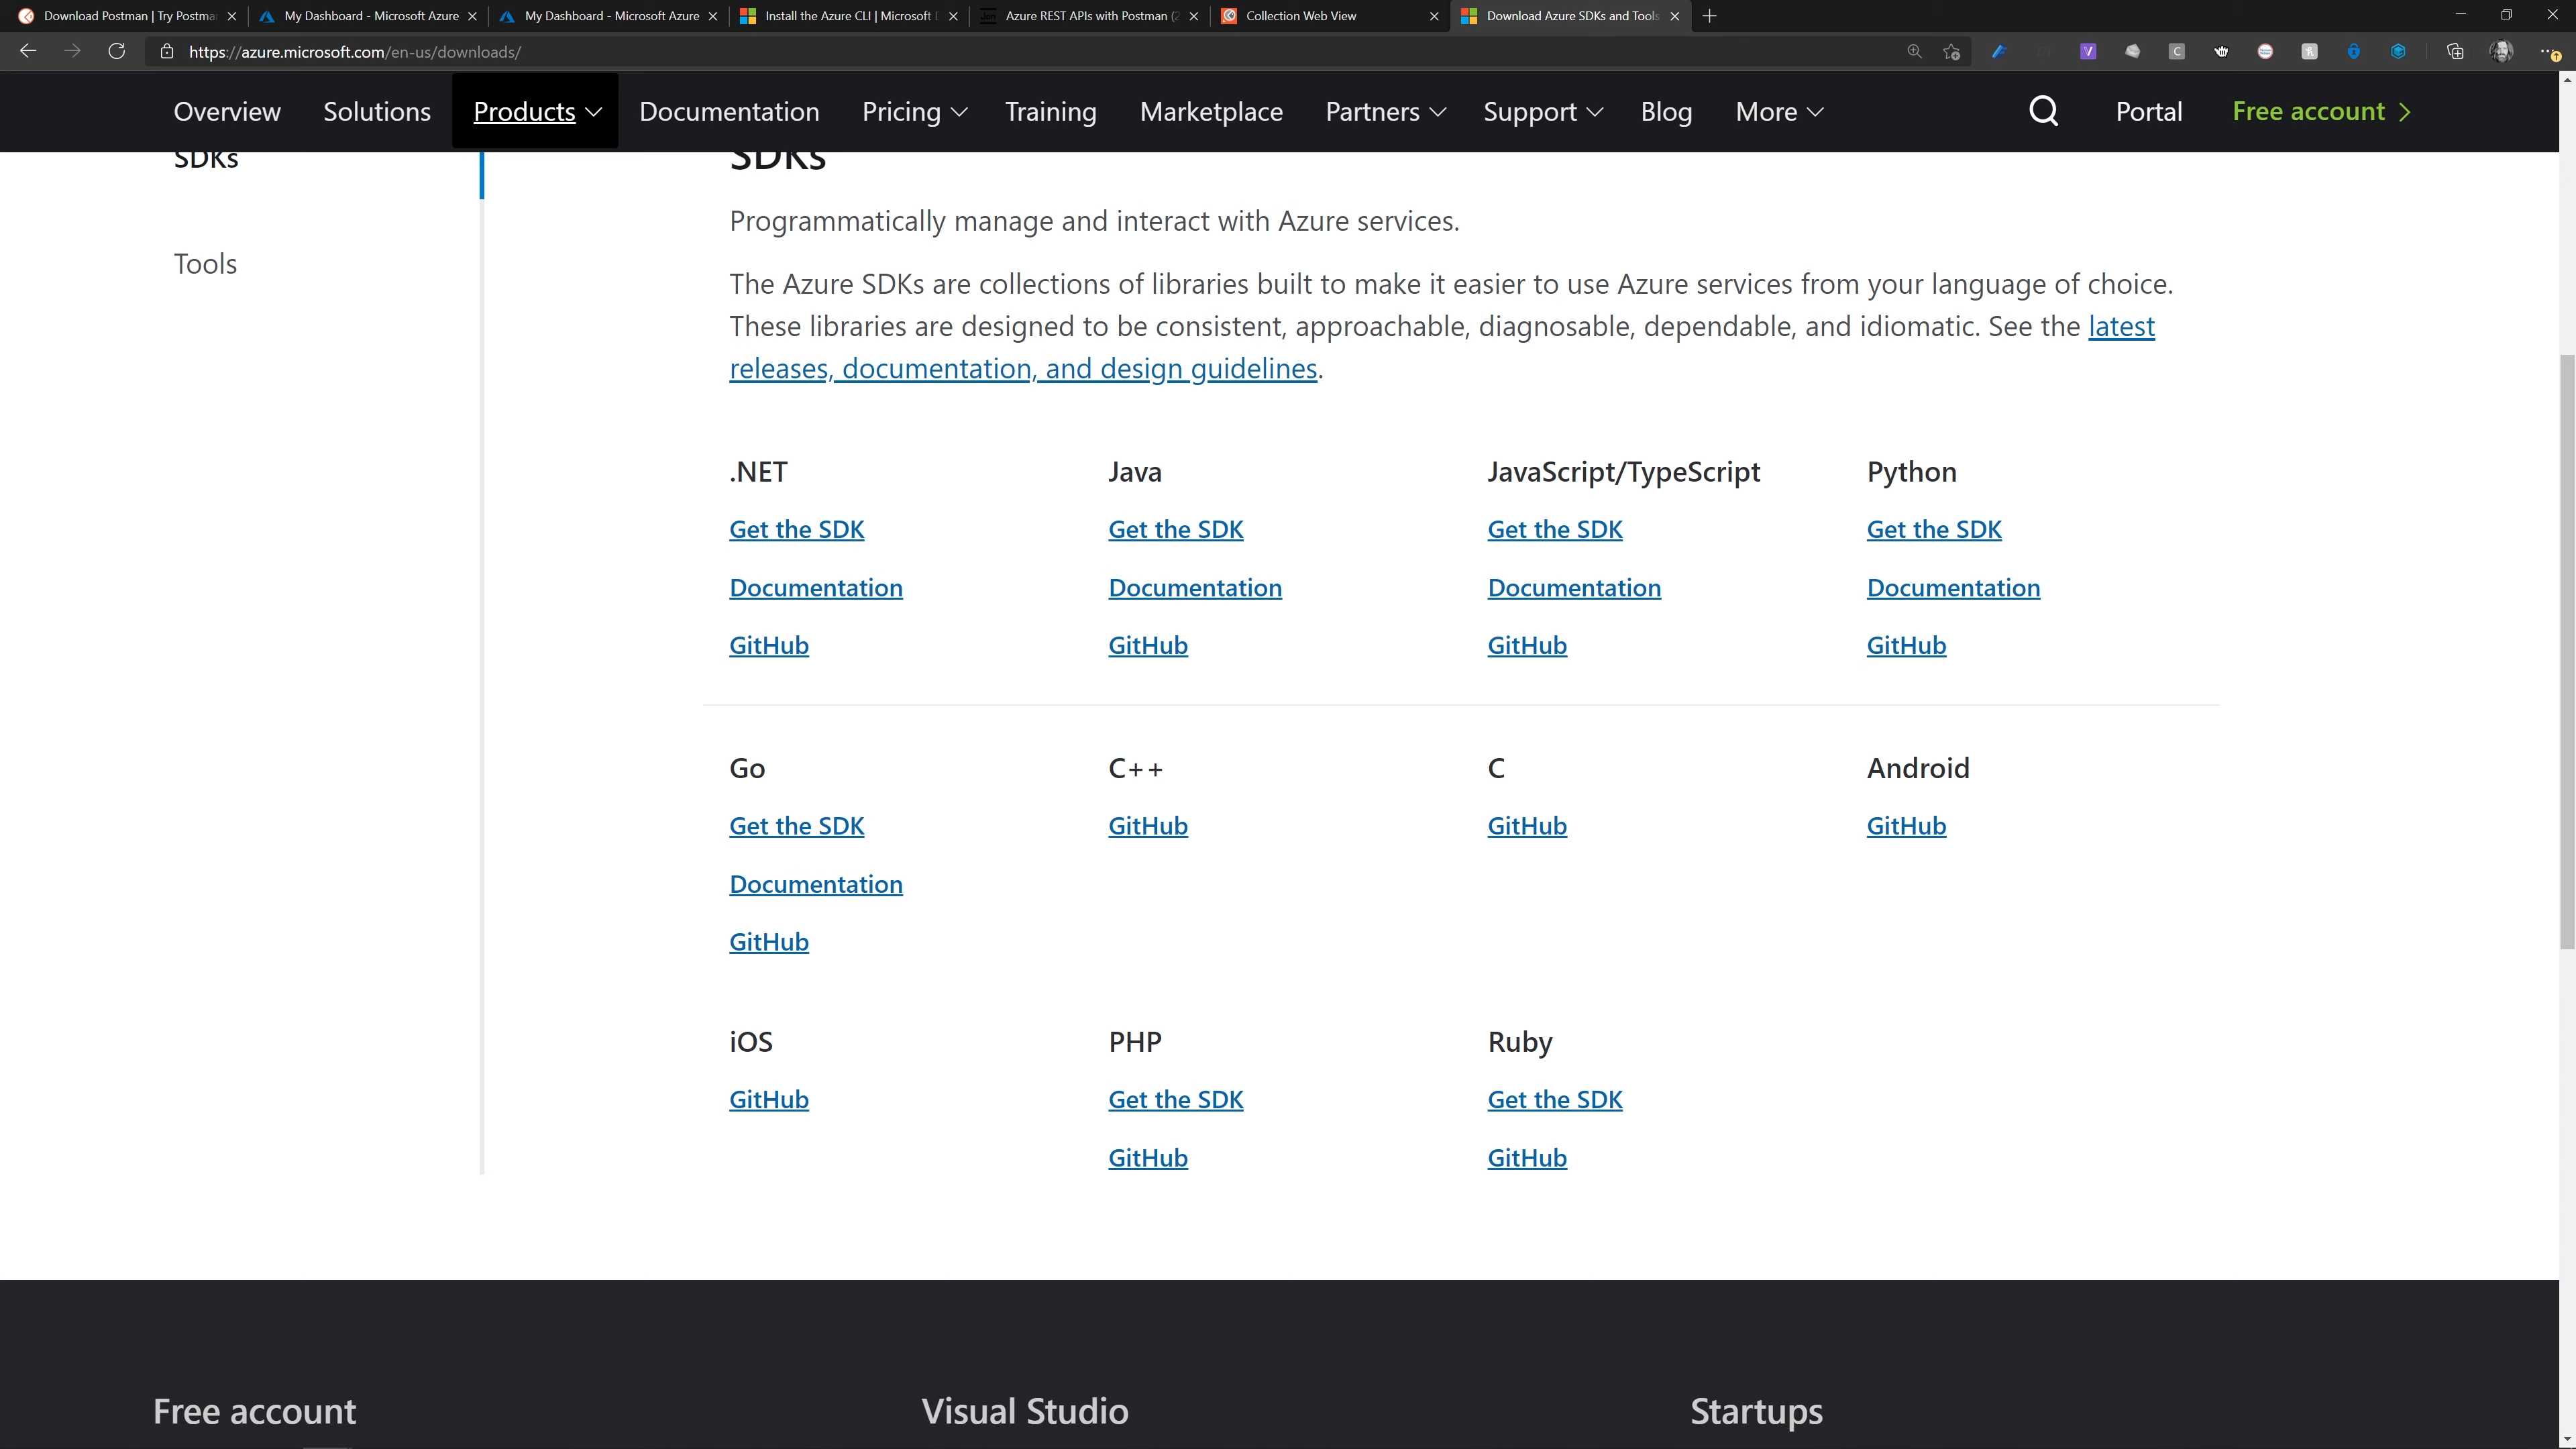 Download Postman | Try Postma
My Dashboard - Microsoft Azure
My Dashboard - Microsoft Azure
Install the Azure CLI | Microsoft
Azure REST APIs with Postman (2
Collection Web View
Download Azure SDKs and Tools
https://azure.microsoft.com/en-us/downloads/
Overview Solutions Products Documentation Pricing Training Marketplace Partners Support Blog More Portal Free account
SDKs
Tools
SDKs
Programmatically manage and interact with Azure services.
The Azure SDKs are collections of libraries built to make it easier to use Azure services from your language of choice.
These libraries are designed to be consistent, approachable, diagnosable, dependable, and idiomatic. See the latest
releases, documentation, and design guidelines.
.NET Java JavaScript/TypeScript Python
Get the SDK Get the SDK Get the SDK Get the SDK
Documentation Documentation Documentation Documentation
GitHub GitHub GitHub GitHub
Go C++ C Android
Get the SDK GitHub GitHub GitHub
Documentation
GitHub
iOS PHP Ruby
GitHub Get the SDK Get the SDK
GitHub GitHub
Free account Visual Studio Startups